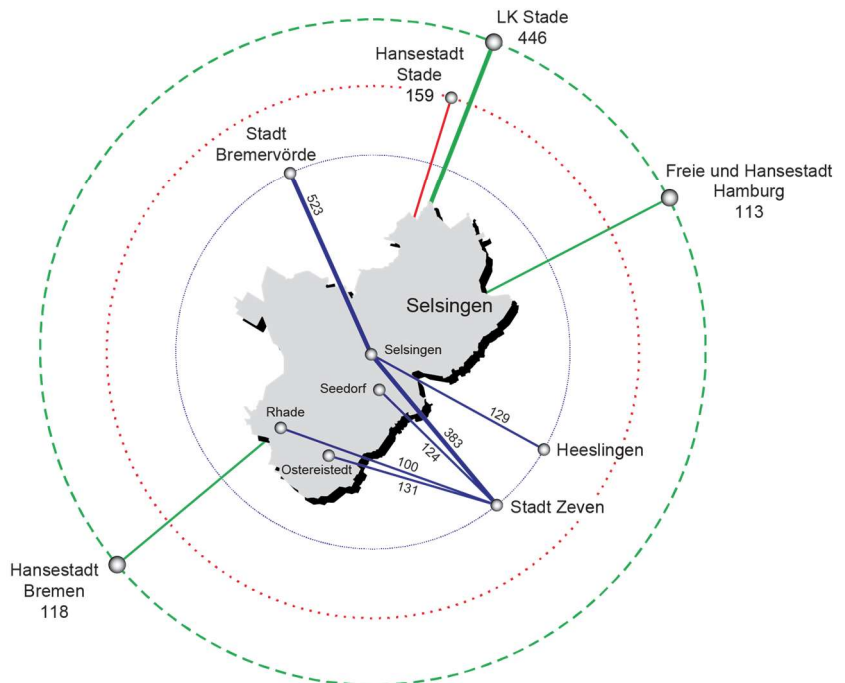 LK Stade
446
Hansestadt
Stade
159
Stadt
Bremervörde
523
Freie und Hansestadt
Hamburg
113
Selsingen
Selsingen
Seedorf
Rhade
Ostereistedt
129
383
124
100
131
Heeslingen
Stadt Zeven
Hansestadt
Bremen
118